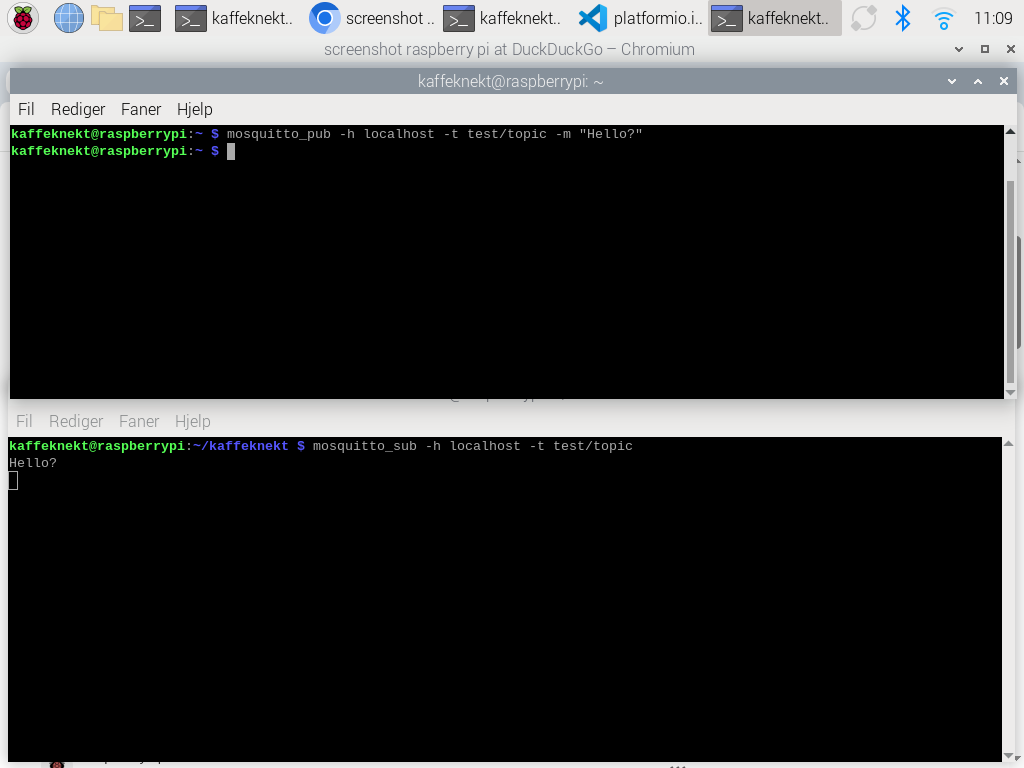 kaffeknekt.. screenshot .. kaffeknekt.. platformio.i.. kaffeknekt.. 11:09
screenshot raspberry pi at DuckDuckGo – Chromium
kaffeknekt@raspberrypi: ~
Fil Rediger Faner Hjelp
kaffeknekt@raspberrypi:~ $ mosquitto_pub -h localhost -t test/topic -m "Hello?"
kaffeknekt@raspberrypi:~ $
Fil Rediger Faner Hjelp
kaffeknekt@raspberrypi:~/kaffeknekt $ mosquitto_sub -h localhost -t test/topic
Hello?